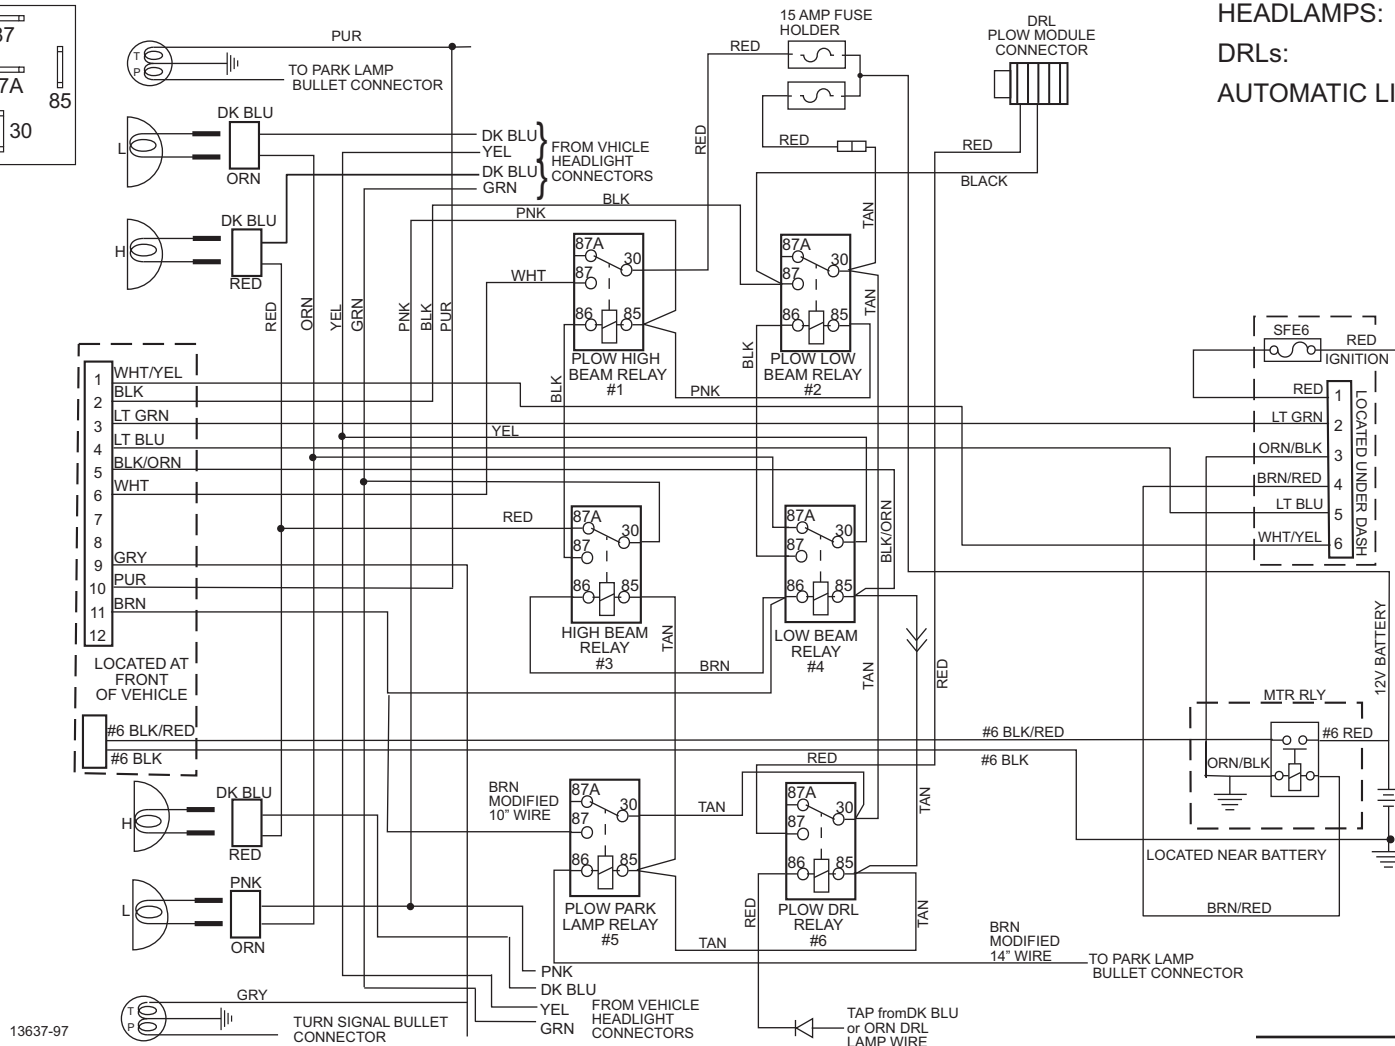 37
7A
85
30
PUR
T
P
TO PARK LAMP
BULLET CONNECTOR
DK BLU
L
ORN
DK BLU
H
RED
DK BLU
YEL
DK BLU
GRN
FROM VHICLE
HEADLIGHT
CONNECTORS
15 AMP FUSE
HOLDER
RED
RED
RED
DRL
PLOW MODULE
CONNECTOR
RED
BLACK
HEADLAMPS:
DRLs:
AUTOMATIC LI
BLK
PNK
WHT
TAN
TAN
RED
ORN
YEL
GRN
PNK
BLK
PUR
87A
30
87
86
85
PLOW HIGH
BEAM RELAY
#1
87A
30
87
86
85
PLOW LOW
BEAM RELAY
#2
BLK
BLK
PNK
SFE6
RED
IGNITION
RED
1
LT GRN
2
ORN/BLK
3
BRN/RED
4
LT BLU
5
WHT/YEL
6
LOCATED UNDER DASH
1
WHT/YEL
2
BLK
3
LT GRN
4
LT BLU
5
BLK/ORN
6
WHT
7
8
9
GRY
10
PUR
11
BRN
12
LOCATED AT
FRONT
OF VEHICLE
#6 BLK/RED
#6 BLK
YEL
RED
87A
30
87
86
85
HIGH BEAM
RELAY
#3
TAN
BRN
87A
30
87
86
85
LOW BEAM
RELAY
#4
BLK/ORN
TAN
RED
12V BATTERY
MTR RLY
#6 BLK/RED
#6 RED
#6 BLK
ORN/BLK
LOCATED NEAR BATTERY
BRN/RED
RED
BRN
MODIFIED
10" WIRE
TAN
TAN
87A
30
87
86
85
PLOW PARK
LAMP RELAY
#5
87A
30
87
86
85
PLOW DRL
RELAY
#6
RED
TAN
TAN
BRN
MODIFIED
14" WIRE
TO PARK LAMP
BULLET CONNECTOR
DK BLU
H
RED
PNK
L
ORN
PNK
DK BLU
YEL
GRN
FROM VEHICLE
HEADLIGHT
CONNECTORS
GRY
T
P
TURN SIGNAL BULLET
CONNECTOR
TAP fromDK BLU
or ORN DRL
LAMP WIRE
13637-97